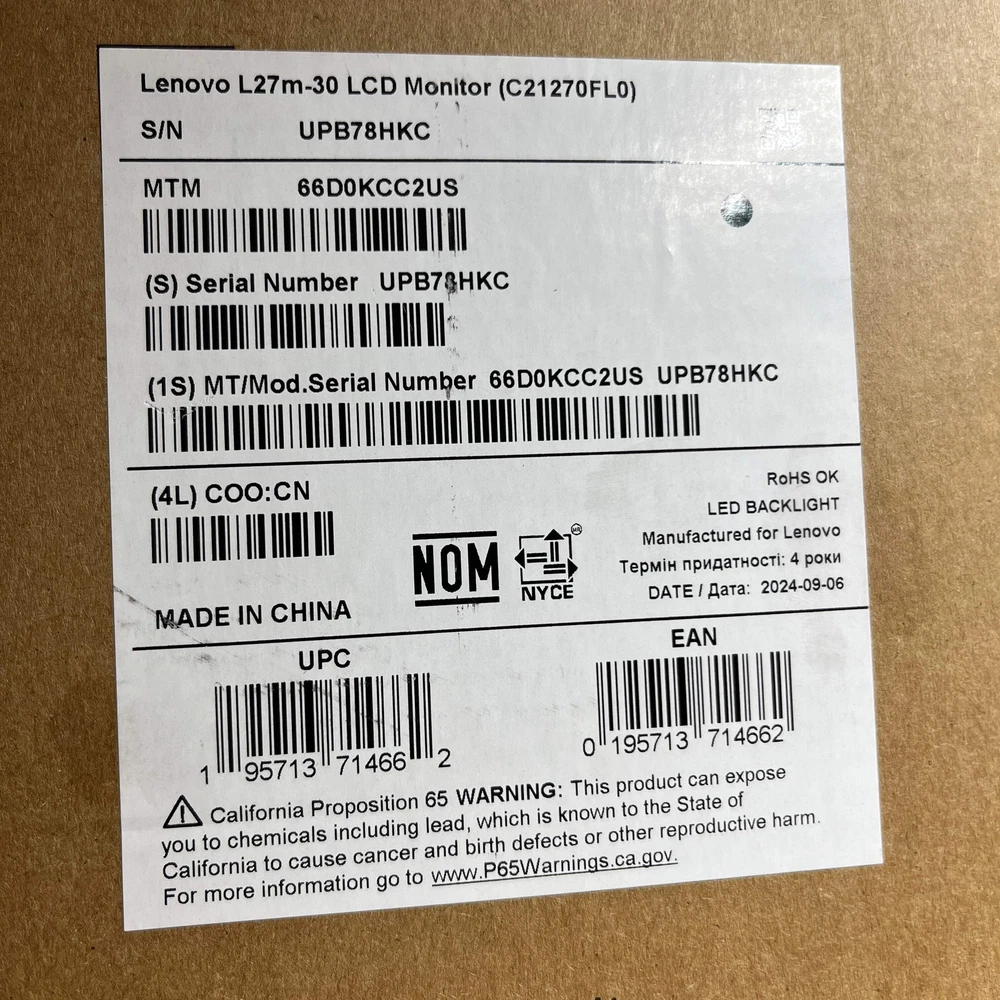 Lenovo L27m-30 LCD Monitor (C21270FL0)
S/N UPB78HKC
MTM 66D0KCC2US
(S) Serial Number UPB78HKC
(1S) MT/Mod.Serial Number 66D0KCC2US UPB78HKC
(4L) COO:CN
MADE IN CHINA
NOM
NYCE
MR
RoHS OK
LED BACKLIGHT
Manufactured for Lenovo
Термін придатності: 4 роки
DATE / Дата: 2024-09-06
UPC
1 95713 71466 2
EAN
0 195713 714662
California Proposition 65 WARNING: This product can expose
you to chemicals including lead, which is known to the State of
California to cause cancer and birth defects or other reproductive harm.
For more information go to www.P65Warnings.ca.gov.